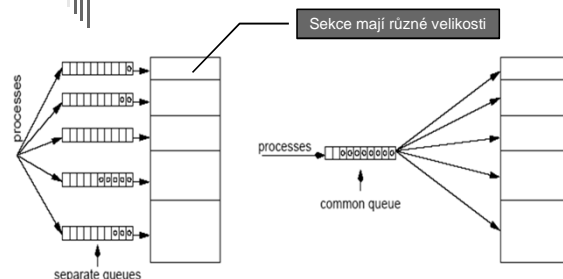 Sekce mají různé velikosti
processes
separate queues
processes
common queue